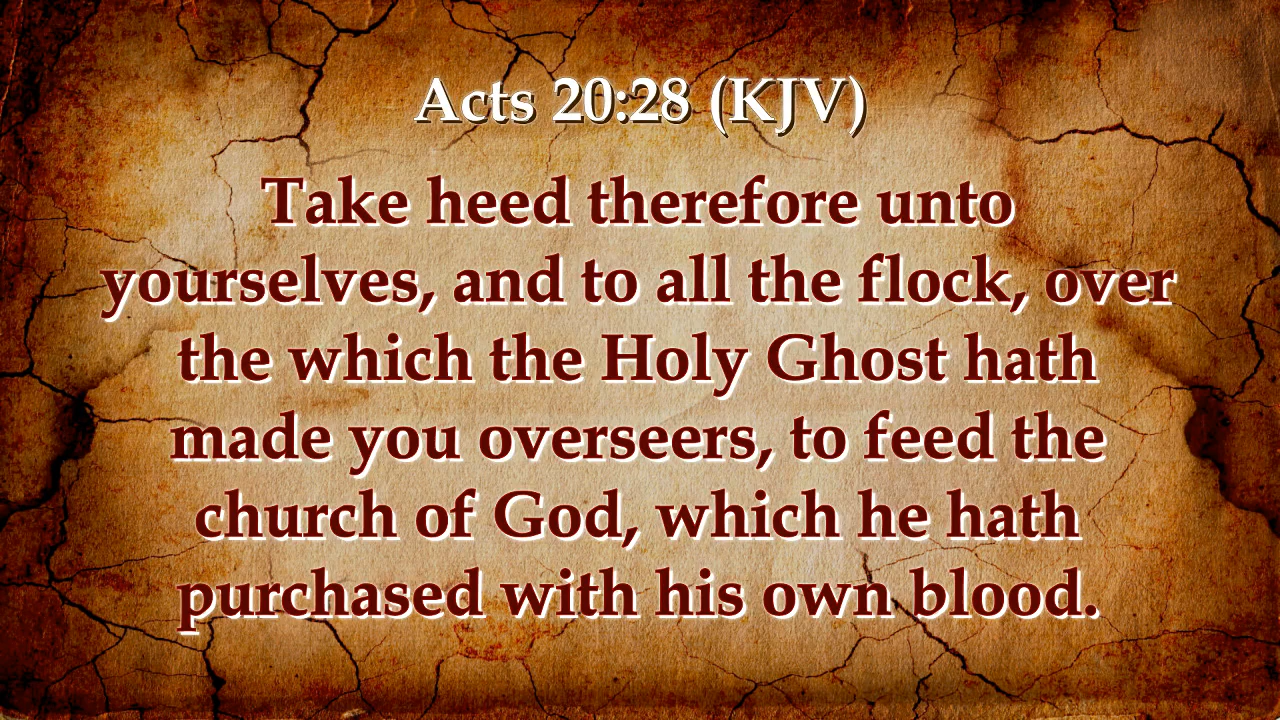 Acts 20:28 (KJV)
Take heed therefore unto
yourselves, and to all the flock, over
the which the Holy Ghost hath
made you overseers, to feed the
church of God, which he hath
purchased with his own blood.